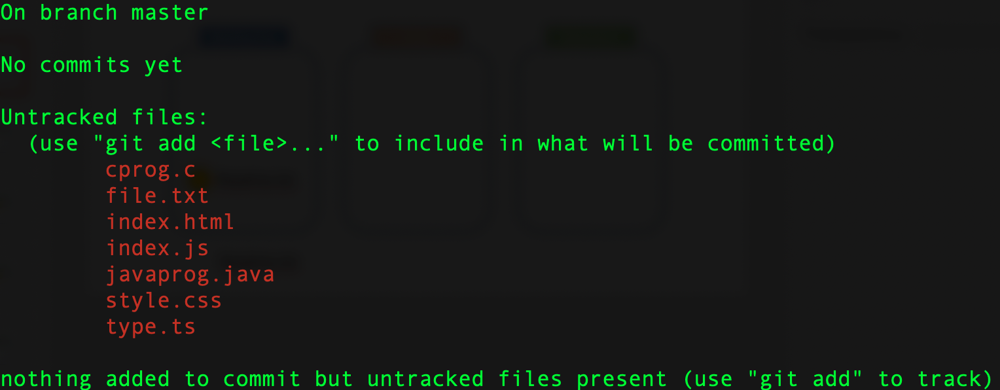 On branch master
No commits yet
Untracked files:
(use "git add <file>..." to include in what will be committed)
cprog.c
file.txt
index.html
index.js
javaprog.java
style.css
type.ts
nothing added to commit but untracked files present (use "git add" to track)